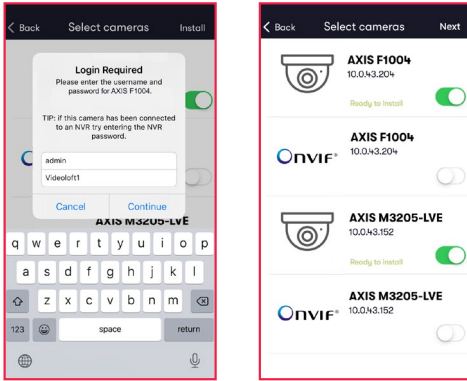 Back
Select cameras
Install
Login Required
Please enter the username and
password for AXIS F1004.
TIP: if this camera has been connected
to an NVR try entering the NVR
password.
admin
Videoloft1
Cancel
Continue
AXIS M3205-LVE
q w e r t y u i o p
a s d f g h j k l
z x c v b n m
123
space
return
Back
Select cameras
Next
AXIS F1004
10.0.43.204
Ready to Install
ONVIF®
AXIS F1004
10.0.43.204
AXIS M3205-LVE
10.0.43.152
Ready to Install
ONVIF®
AXIS M3205-LVE
10.0.43.152